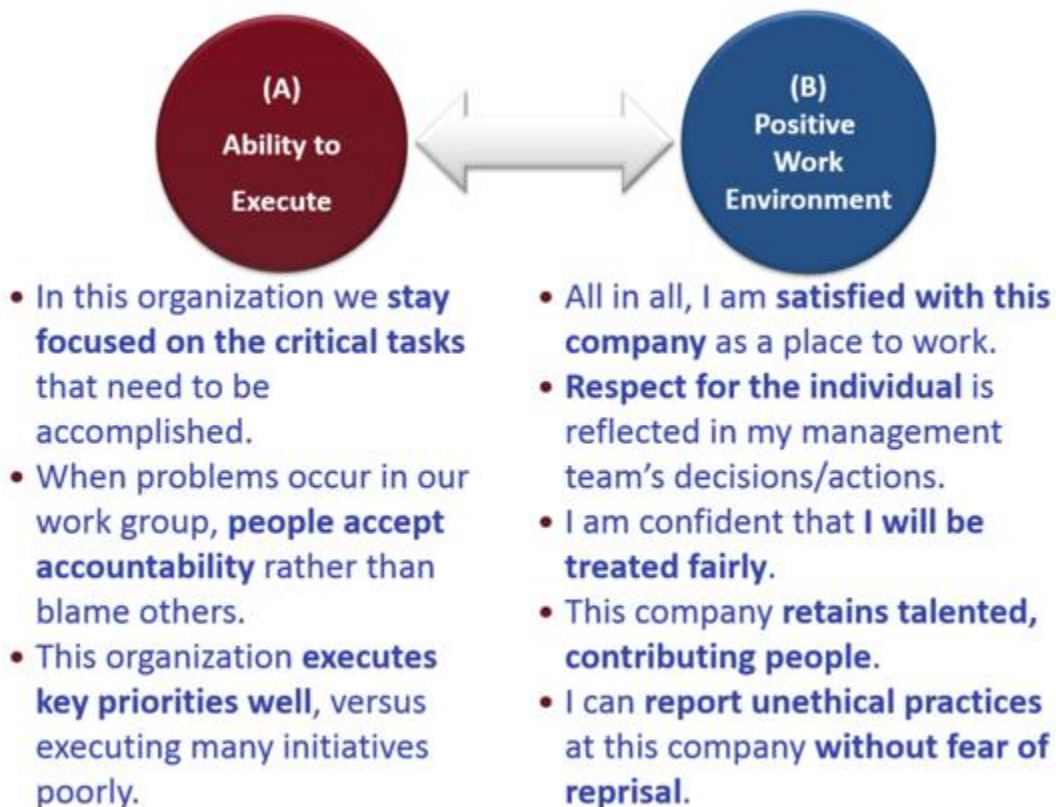 (A)
Ability to
Execute
(B)
Positive
Work
Environment
• In this organization we stay
focused on the critical tasks
that need to be
accomplished.
• When problems occur in our
work group, people accept
accountability rather than
blame others.
• This organization executes
key priorities well, versus
executing many initiatives
poorly.
• All in all, I am satisfied with this
company as a place to work.
• Respect for the individual is
reflected in my management
team’s decisions/actions.
• I am confident that I will be
treated fairly.
• This company retains talented,
contributing people.
• I can report unethical practices
at this company without fear of
reprisal.